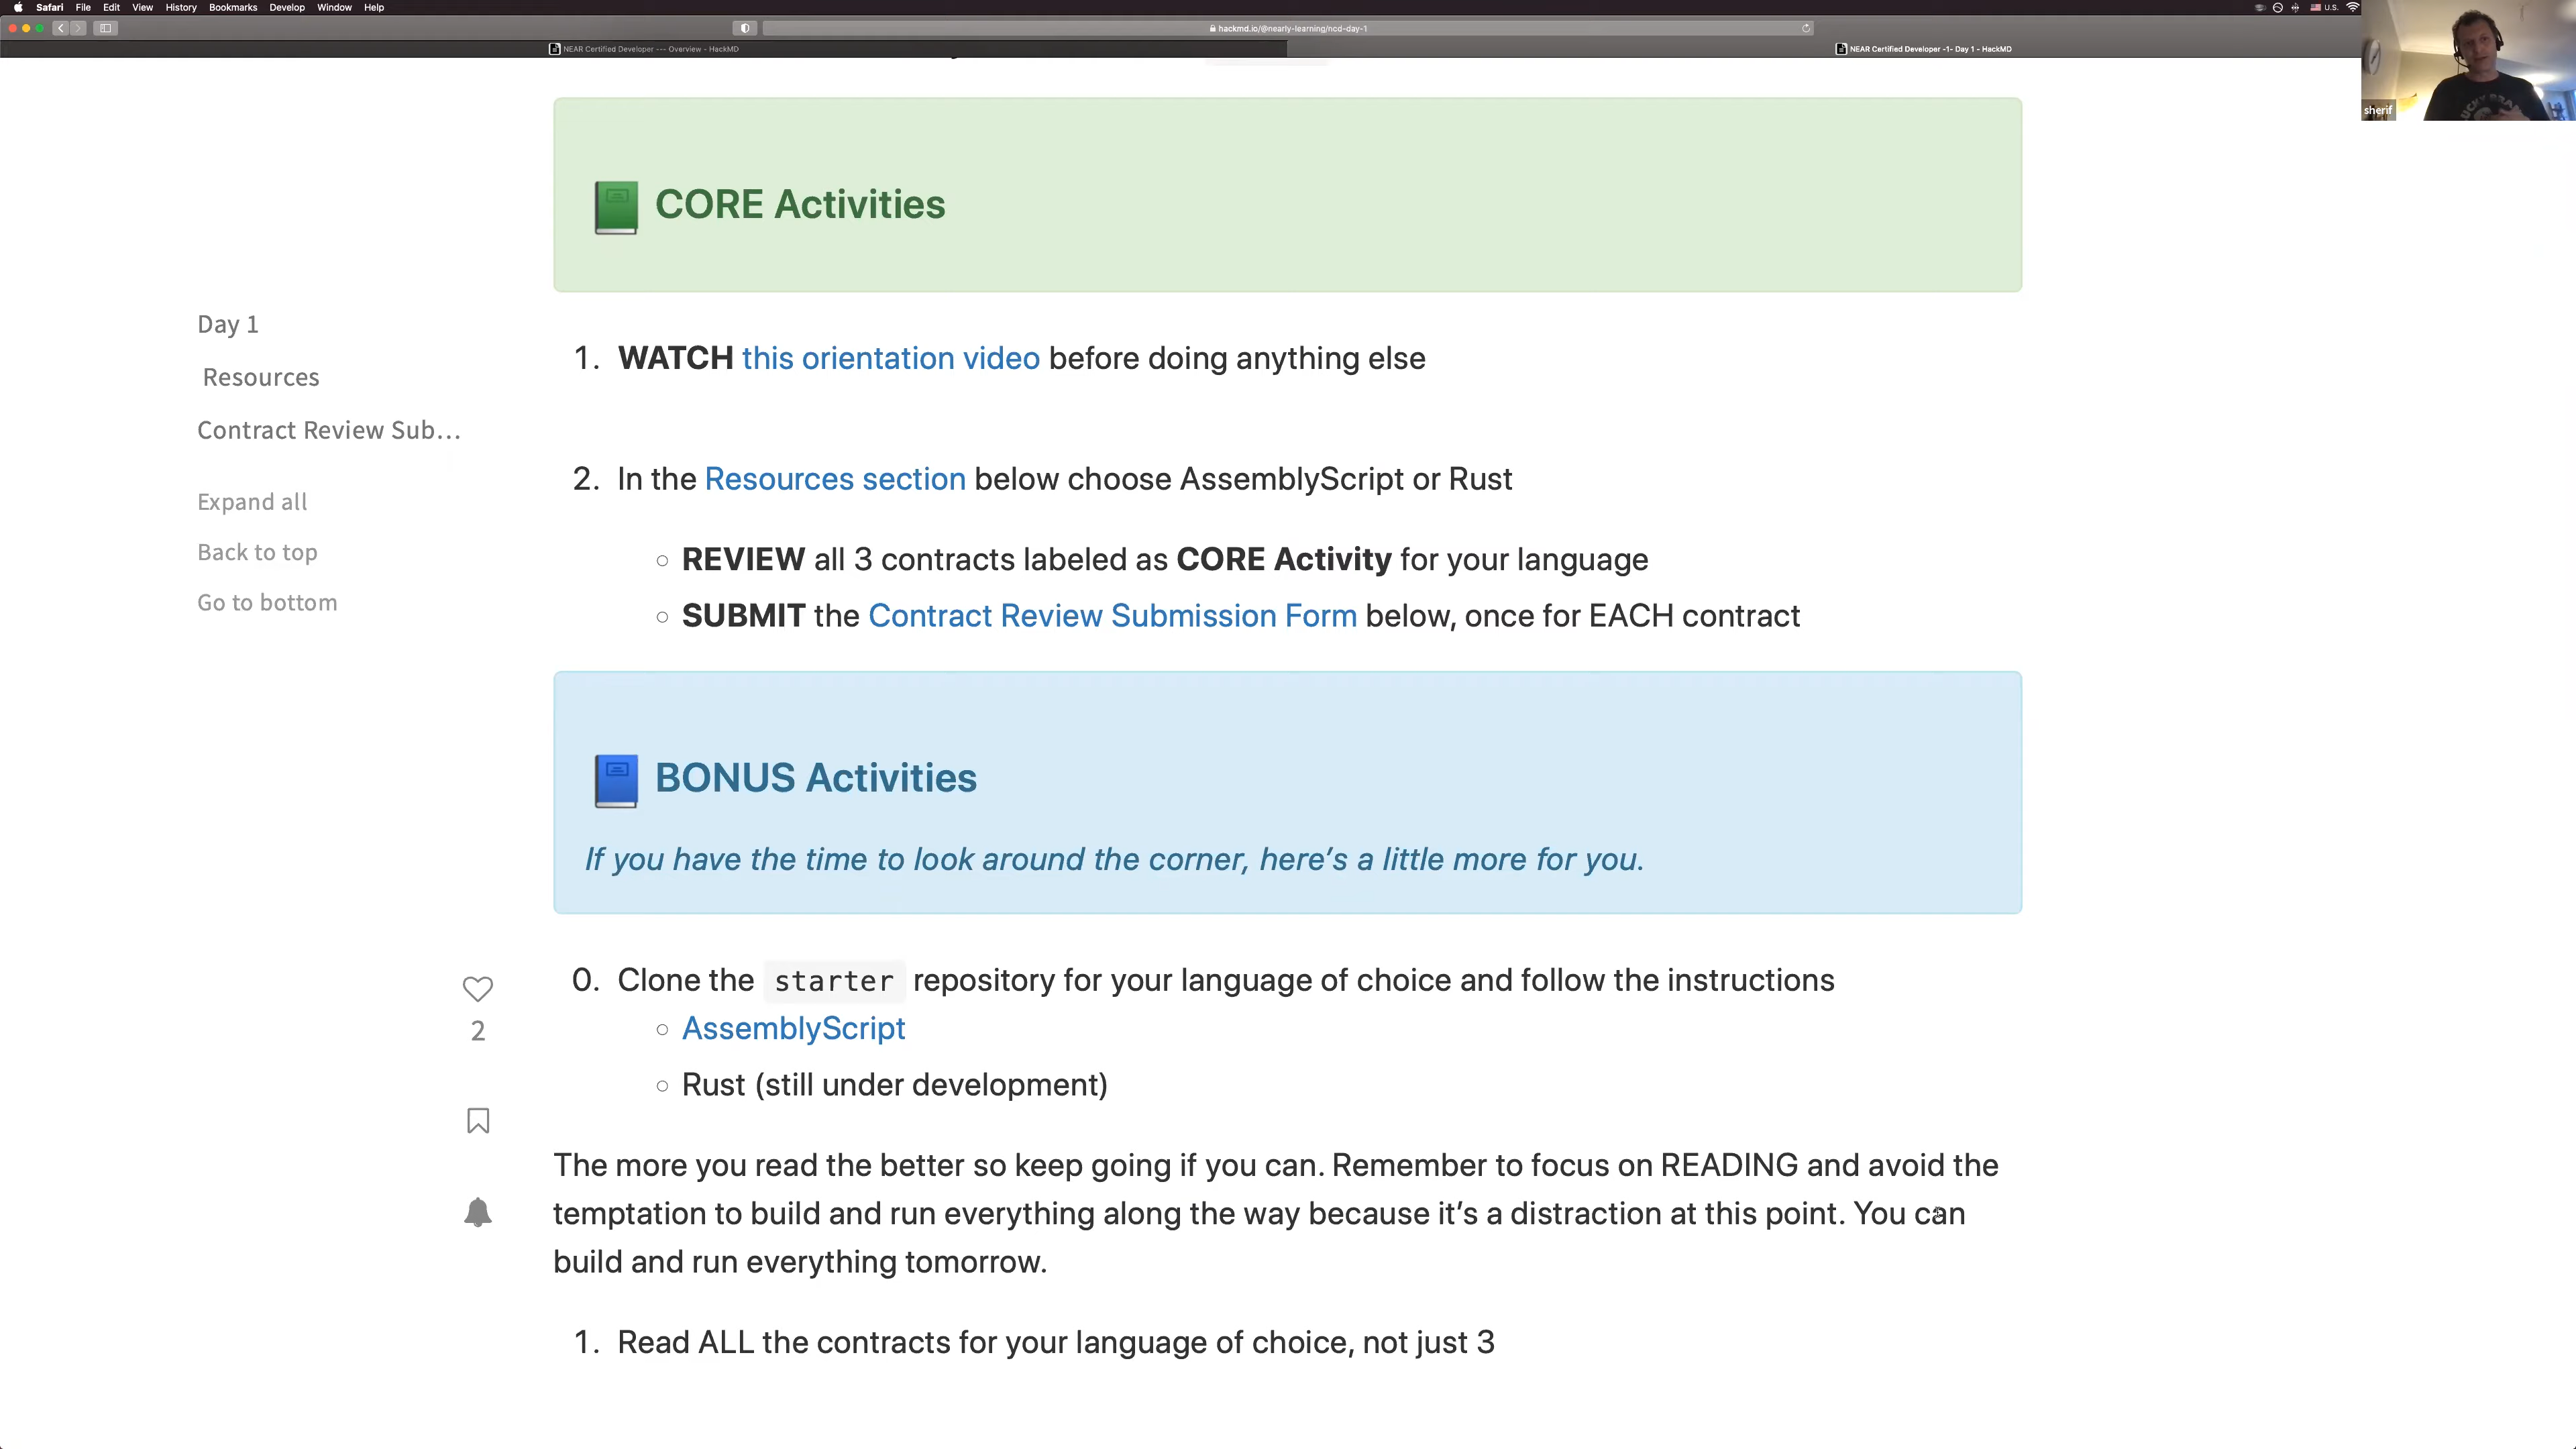 Safari File Edit View History Bookmarks Develop Window Help U.S.
hackmd.io/@nearly-learning/ncd-day-1
NEAR Certified Developer --- Overview - HackMD
NEAR Certified Developer -1- Day 1 - HackMD
sherif
CORE Activities
Day 1
Resources
Contract Review Sub…
Expand all
Back to top
Go to bottom
1. WATCH this orientation video before doing anything else
2. In the Resources section below choose AssemblyScript or Rust
REVIEW all 3 contracts labeled as CORE Activity for your language
SUBMIT the Contract Review Submission Form below, once for EACH contract
BONUS Activities
If you have the time to look around the corner, here's a little more for you.
2
0. Clone the starter repository for your language of choice and follow the instructions
AssemblyScript
Rust (still under development)
The more you read the better so keep going if you can. Remember to focus on READING and avoid the
temptation to build and run everything along the way because it's a distraction at this point. You can
build and run everything tomorrow.
1. Read ALL the contracts for your language of choice, not just 3